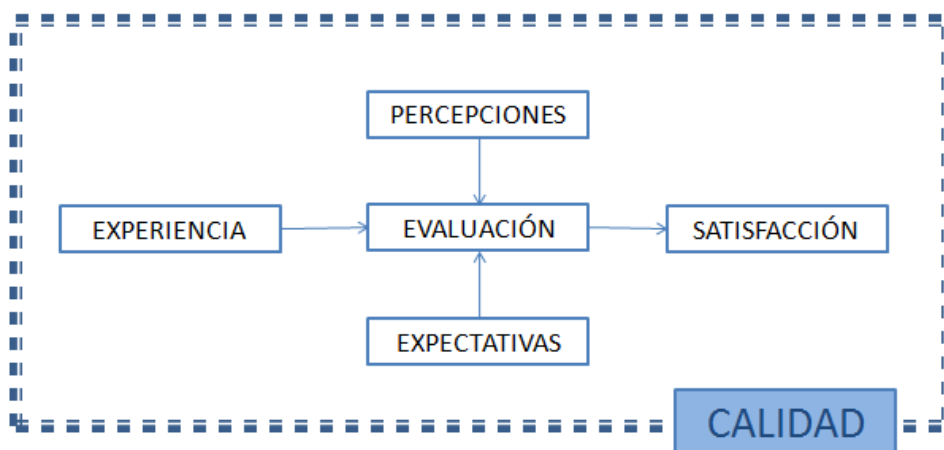 PERCEPCIONES
EXPERIENCIA
EVALUACIÓN
SATISFACCIÓN
EXPECTATIVAS
CALIDAD